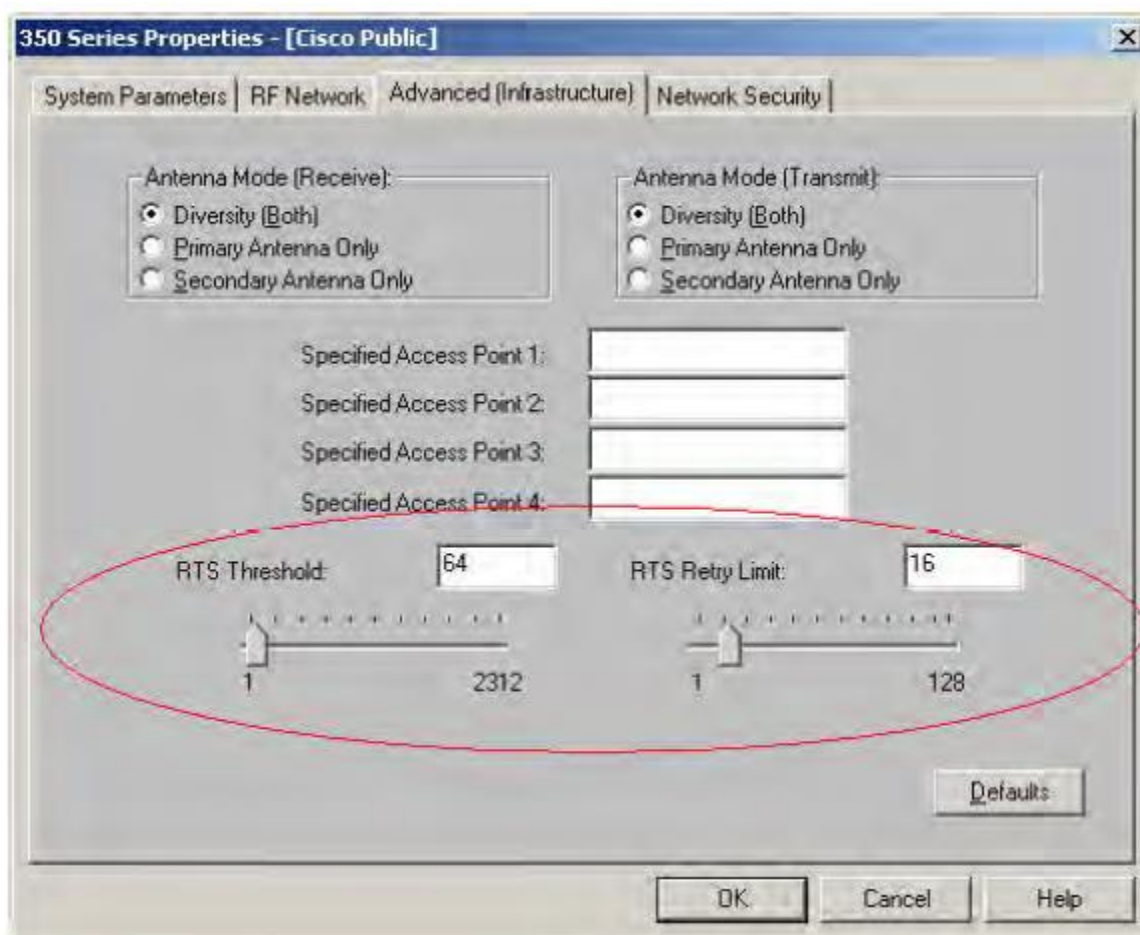 350 Series Properties - [Cisco Public]
System Parameters RF Network Advanced (Infrastructure) Network Security
Antenna Mode (Receive): Antenna Mode (Transmit):
Diversity (Both) Diversity (Both)
Primary Antenna Only Primary Antenna Only
Secondary Antenna Only Secondary Antenna Only
Specified Access Point 1:
Specified Access Point 2:
Specified Access Point 3:
Specified Access Point 4:
RTS Threshold: 64 RTS Retry Limit: 16
1 2312 1 128
Defaults
OK Cancel Help